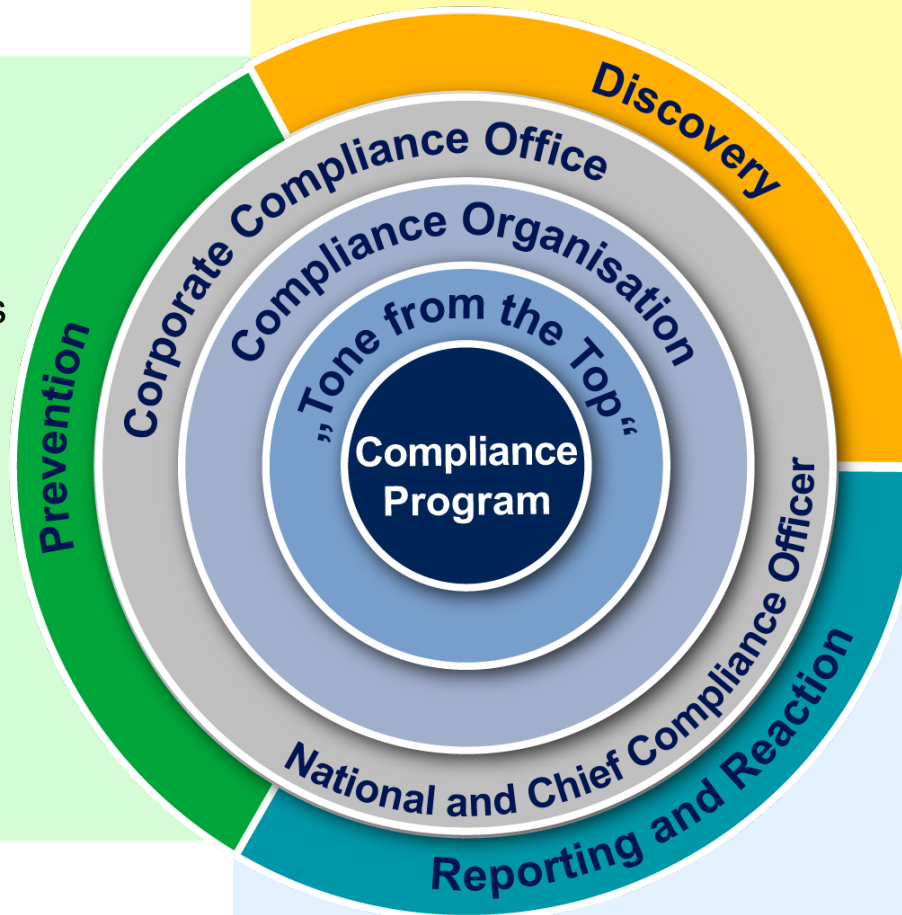 Discovery
Corporate Compliance Office
Compliance Organisation
„Tone from the Top“
Compliance
Program
Prevention
National and Chief Compliance Officer
Reporting and Reaction